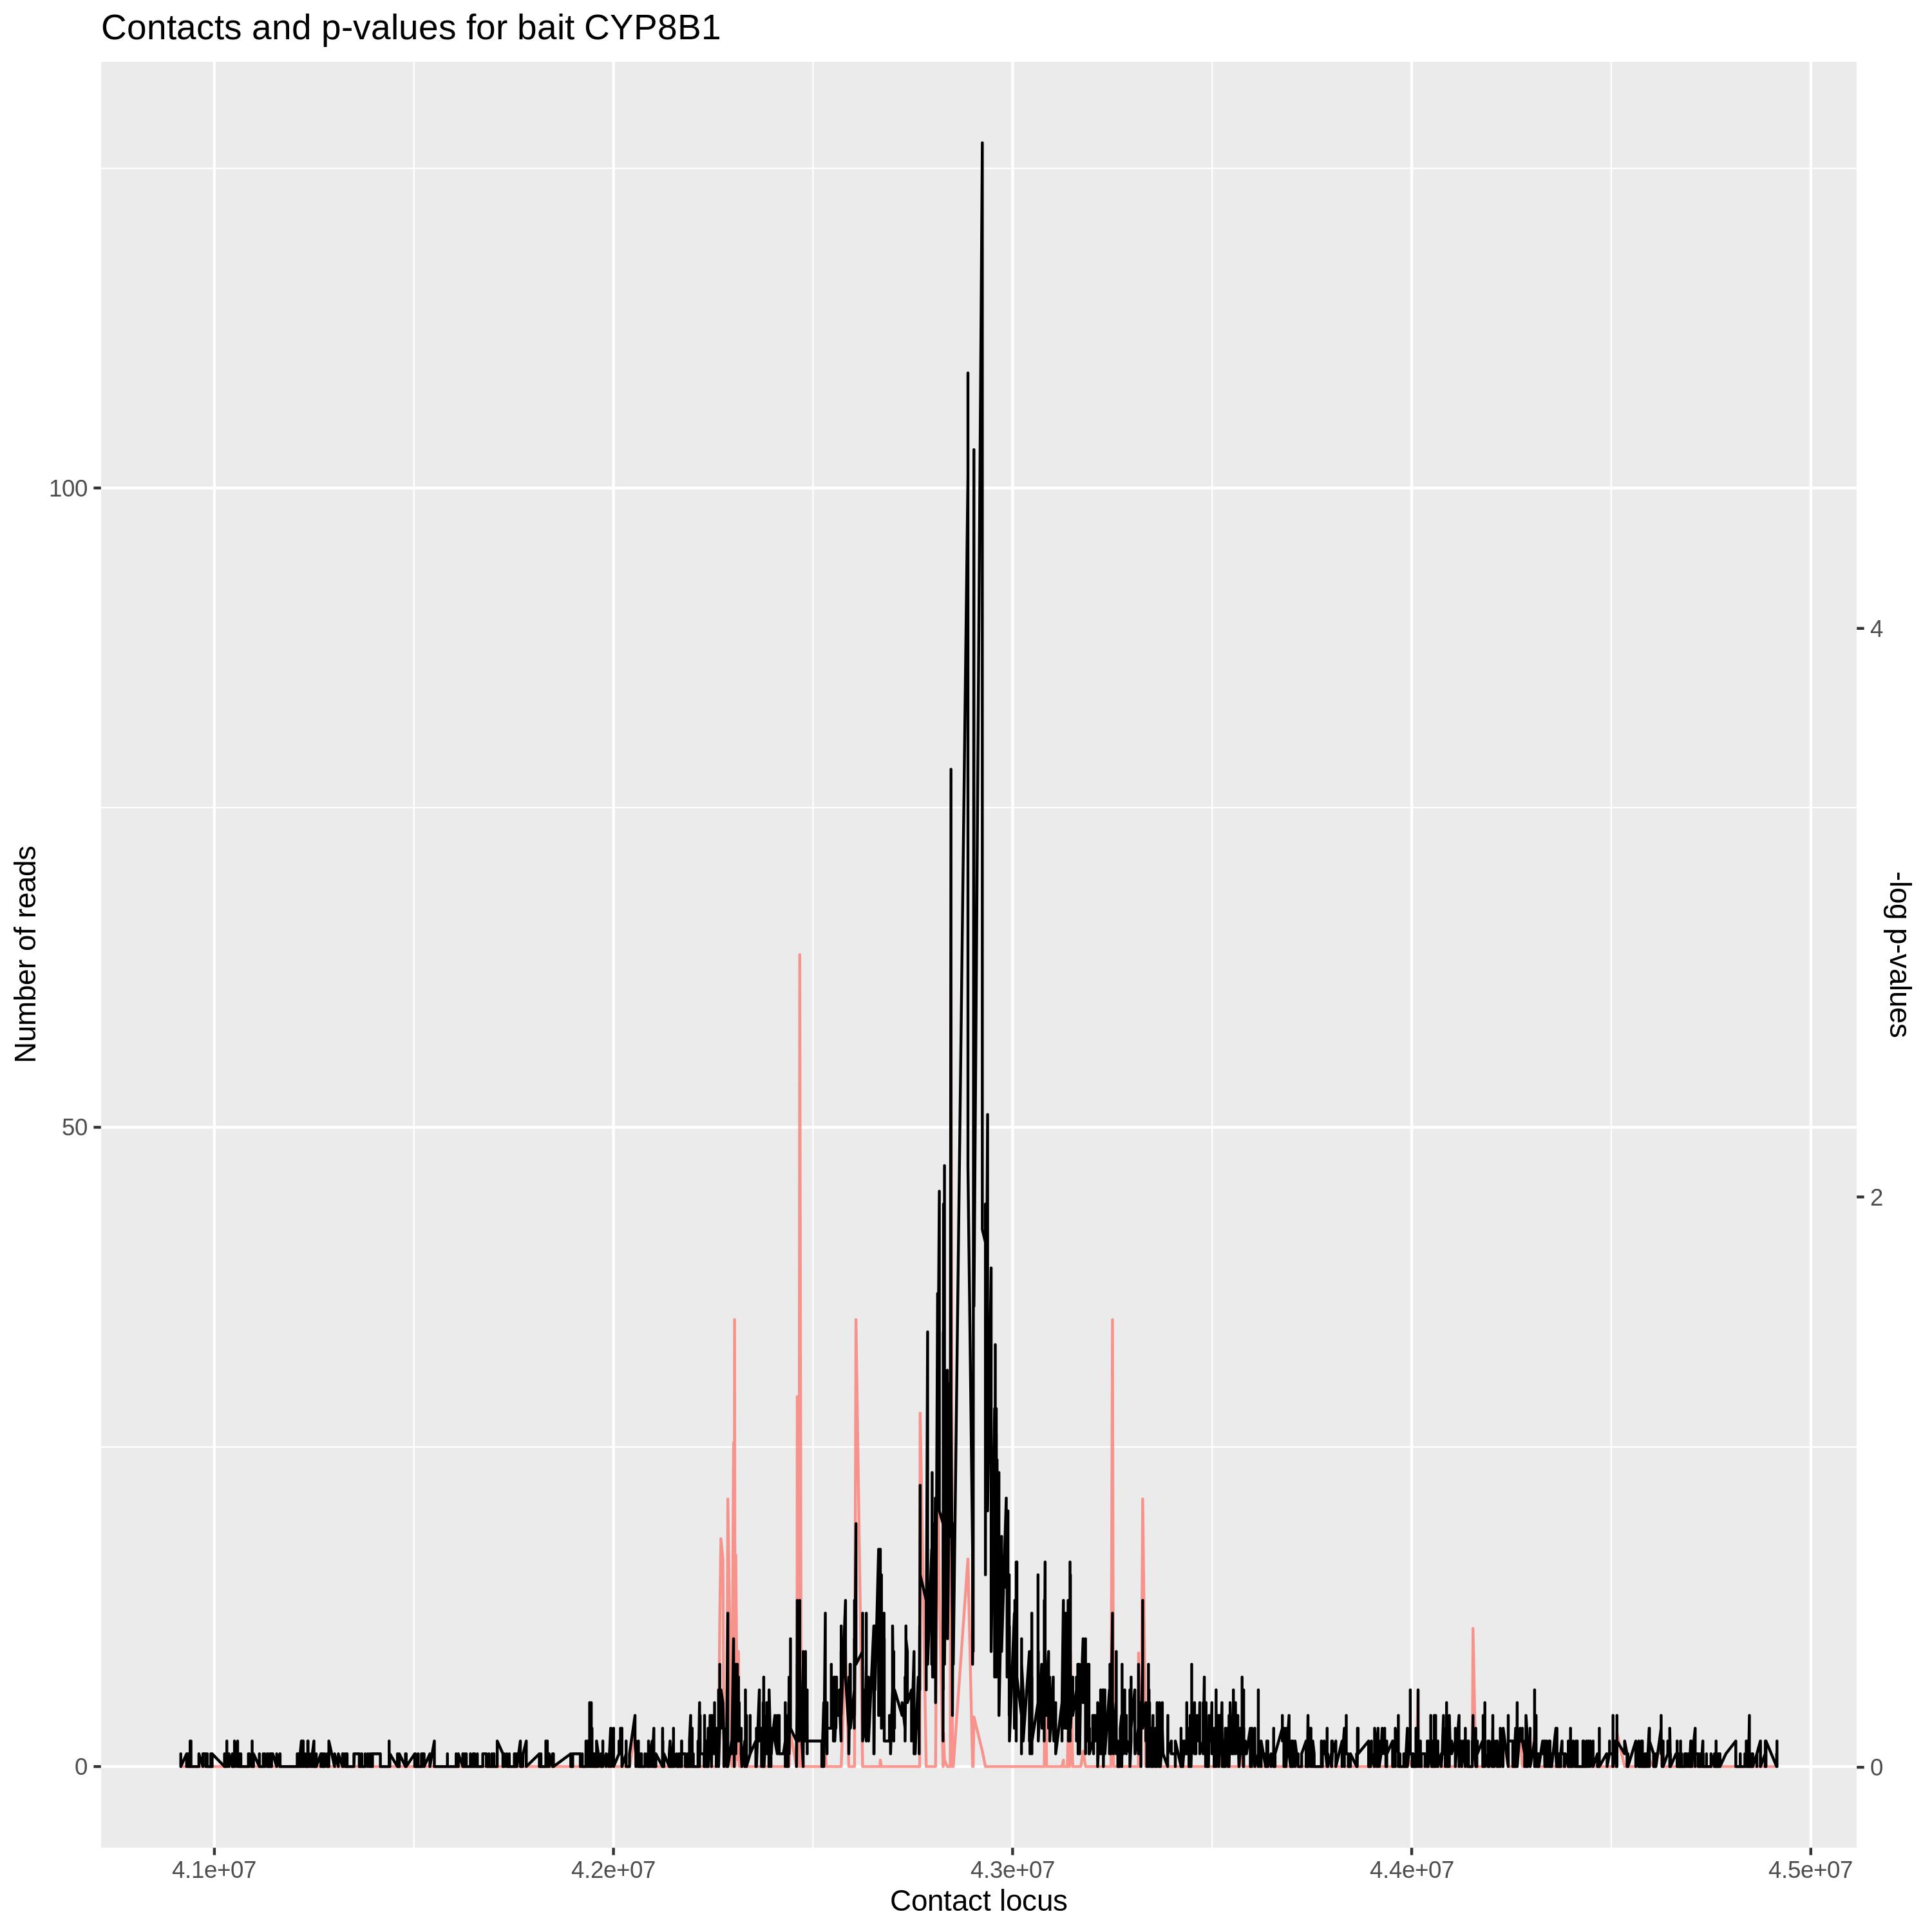 Contacts and p-values for bait CYP8B1
100
50
0
Number of reads
4
2
0
-log p-values
4.1e+07
4.2e+07
4.3e+07
4.4e+07
4.5e+07
Contact locus